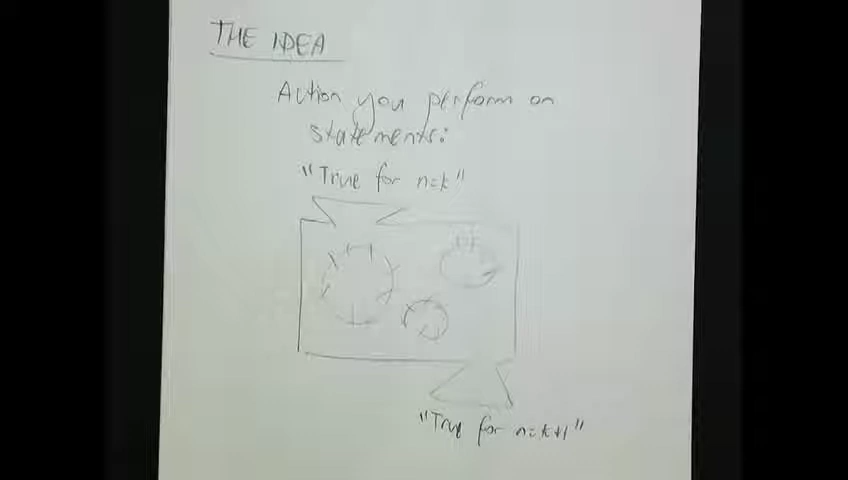 THE IDEA
Action you perform on
statements:
"True for n=k"
"True for n=k+1"